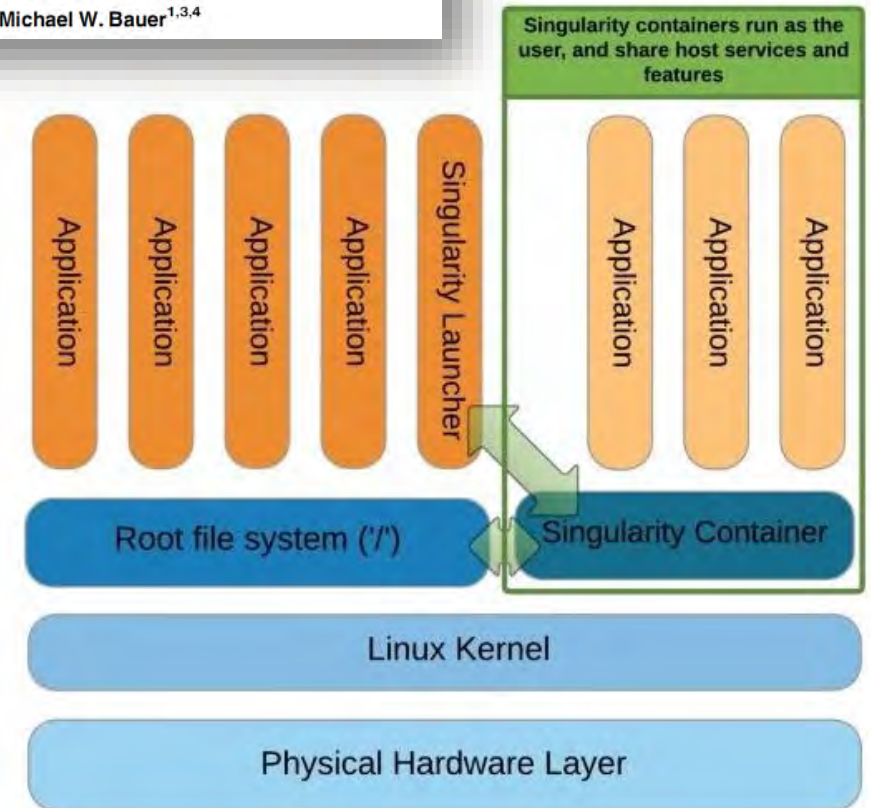 Michael W. Bauer1,3,4
Singularity containers run as the
user, and share host services and
features
Application
Application
Application
Application
Singularity Launcher
Application
Application
Application
Root file system ('/')
Singularity Container
Linux Kernel
Physical Hardware Layer